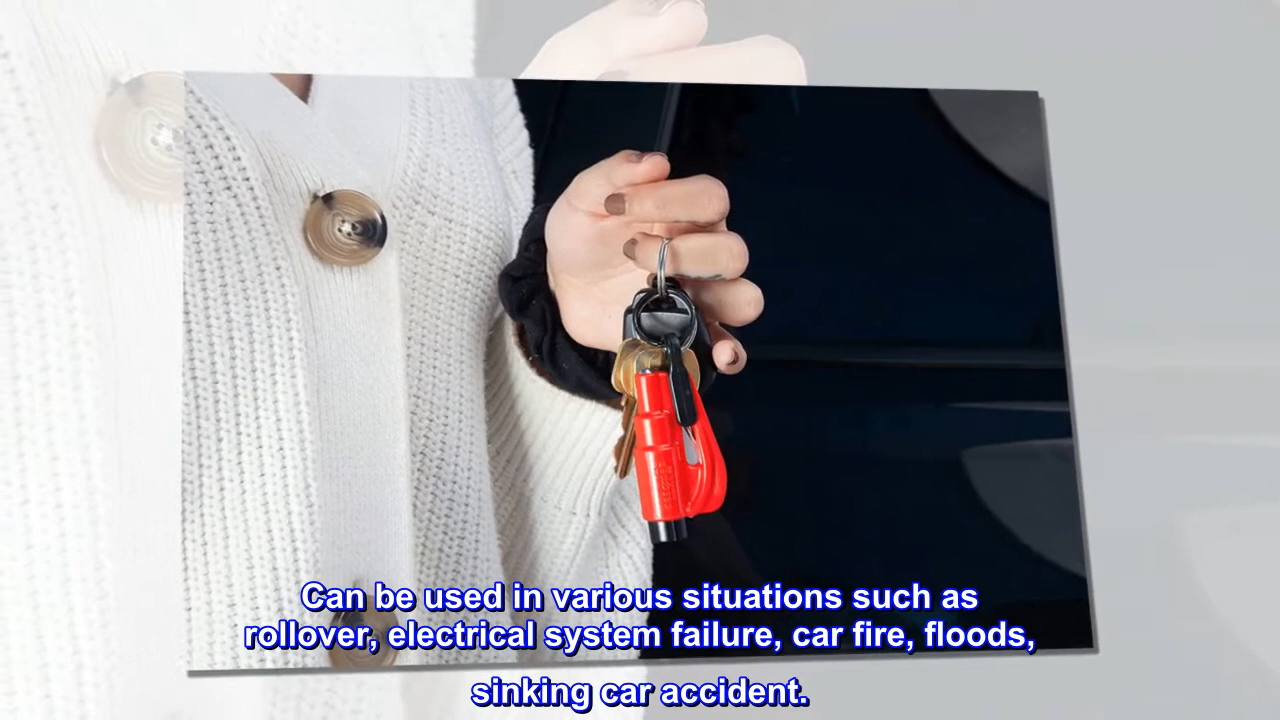 Can be used in various situations such as
rollover, electrical system failure, car fire, floods,
sinking car accident.